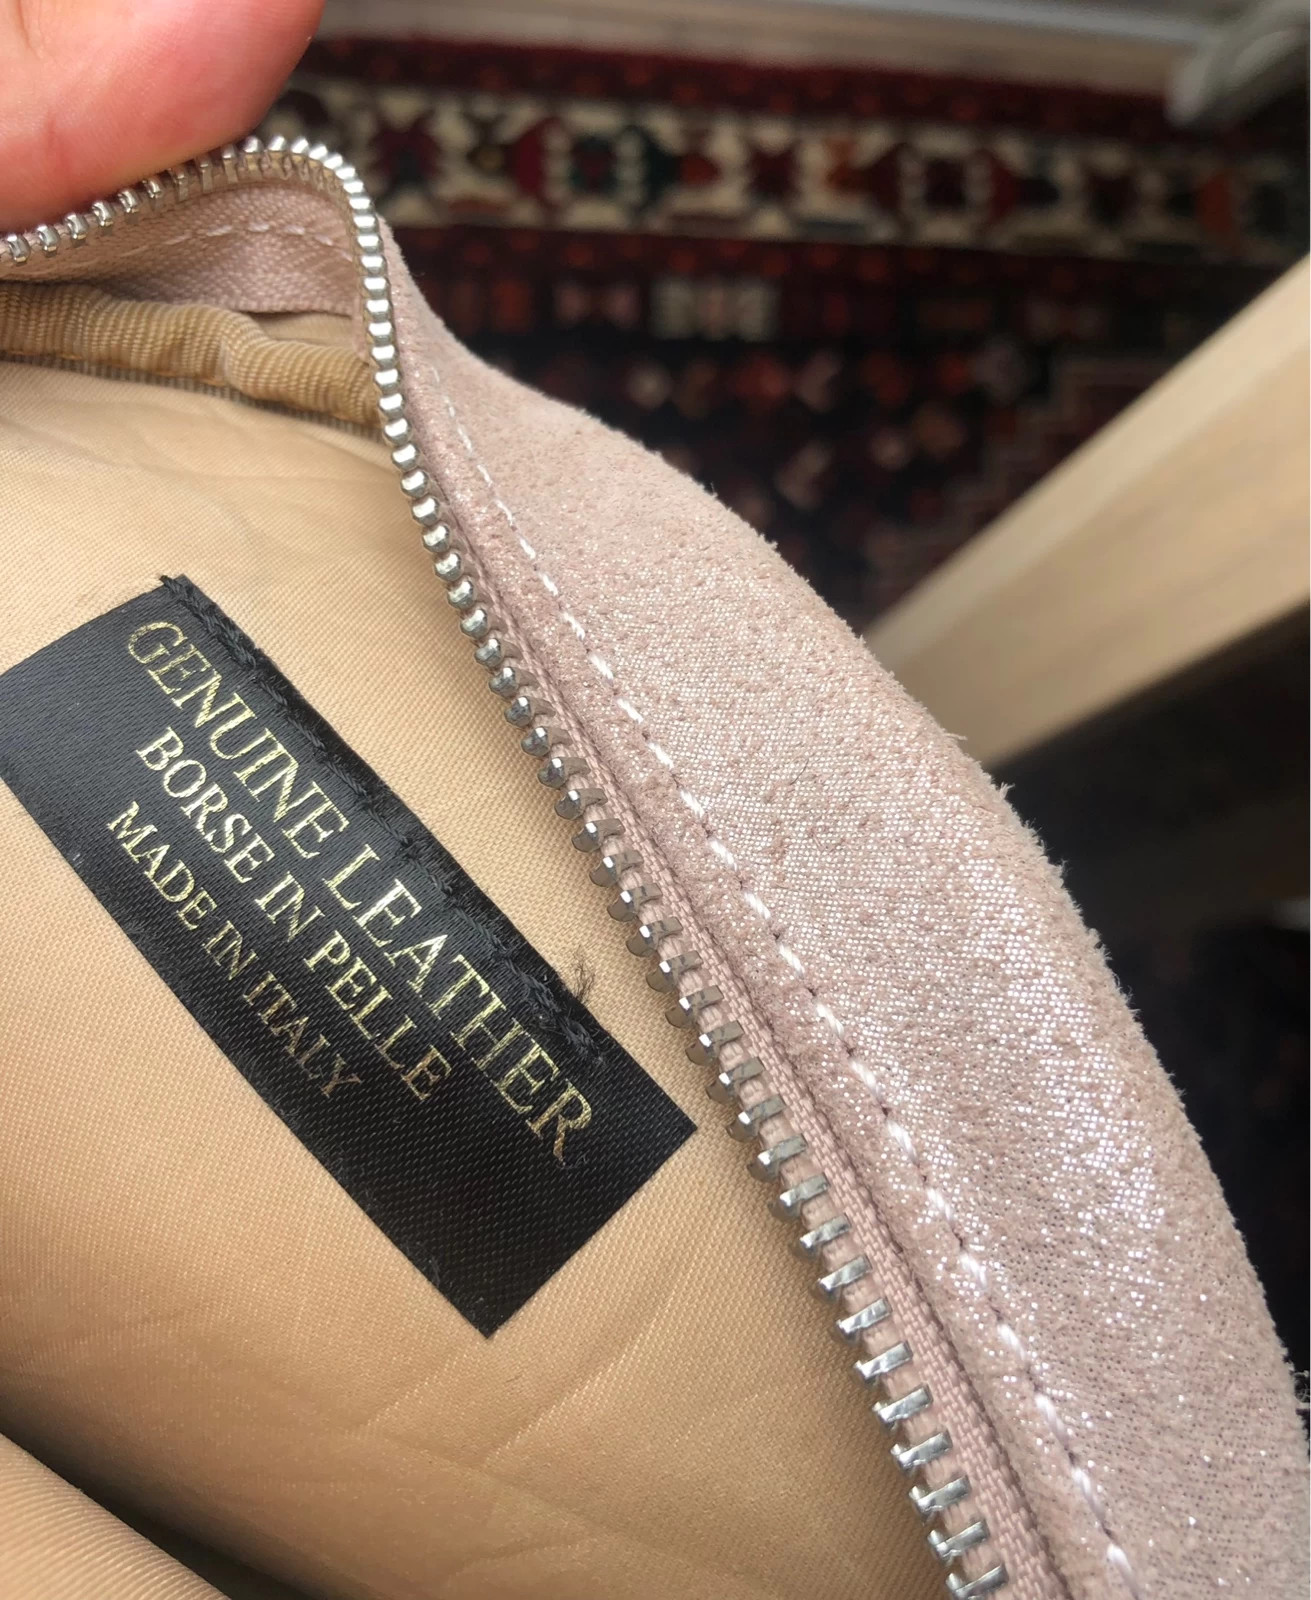 GENUINE LEATHER
BORSE IN PELLE
MADE IN ITALY